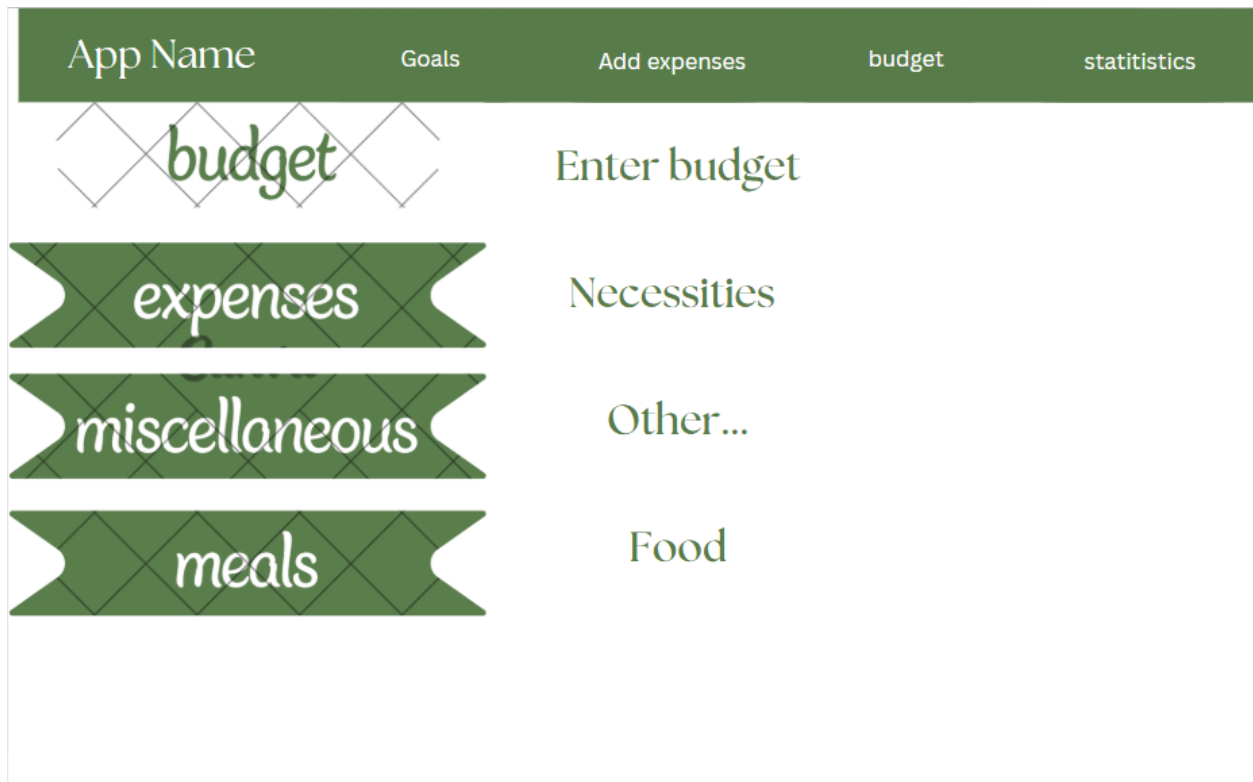 App Name Goals Add expenses budget statitistics
budget Enter budget
expenses Necessities
miscellaneous Other...
meals Food